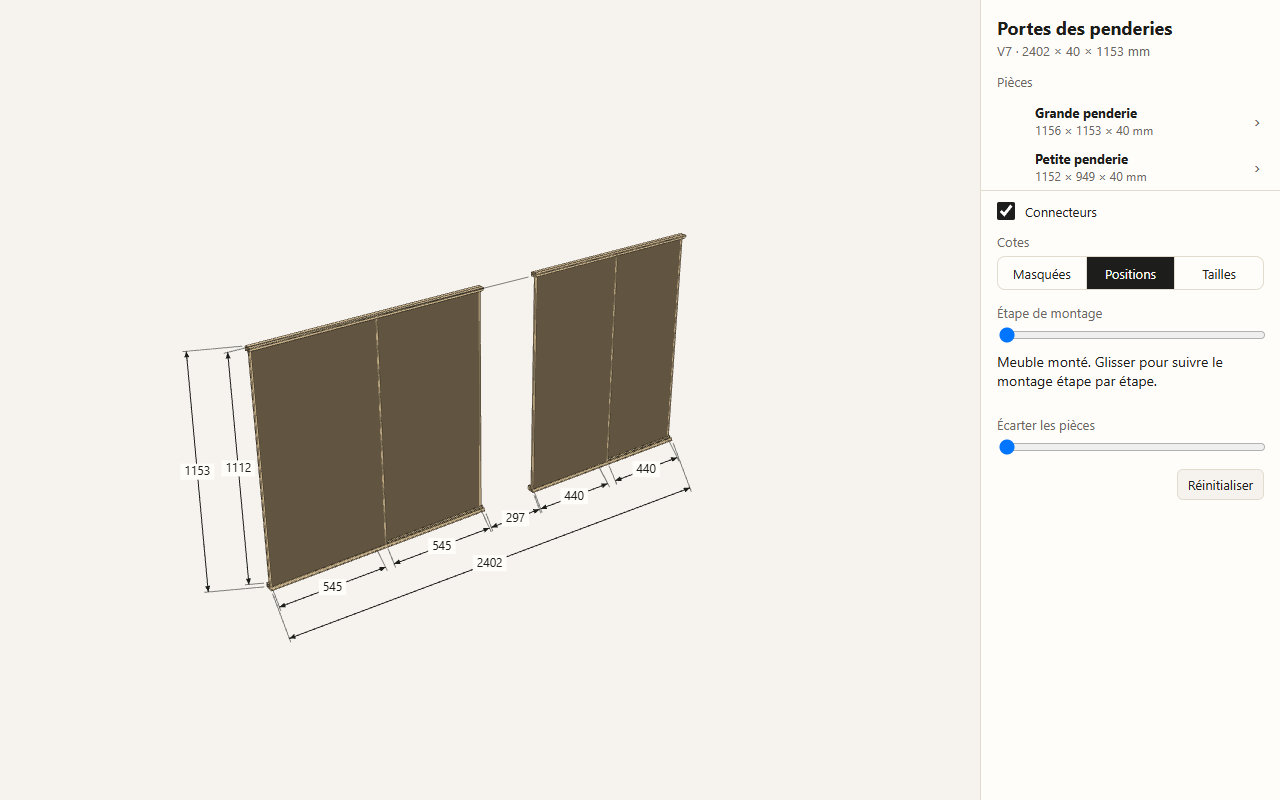 Portes des penderies
V7 · 2402 × 40 × 1153 mm
Pièces
Grande penderie
1156 × 1153 × 40 mm
›
Petite penderie
1152 × 949 × 40 mm
›
Connecteurs
Cotes
Masquées Positions Tailles
Étape de montage
Meuble monté. Glisser pour suivre le
montage étape par étape.
Écarter les pièces
Réinitialiser
1153
1112
440
440
297
545
2402
545